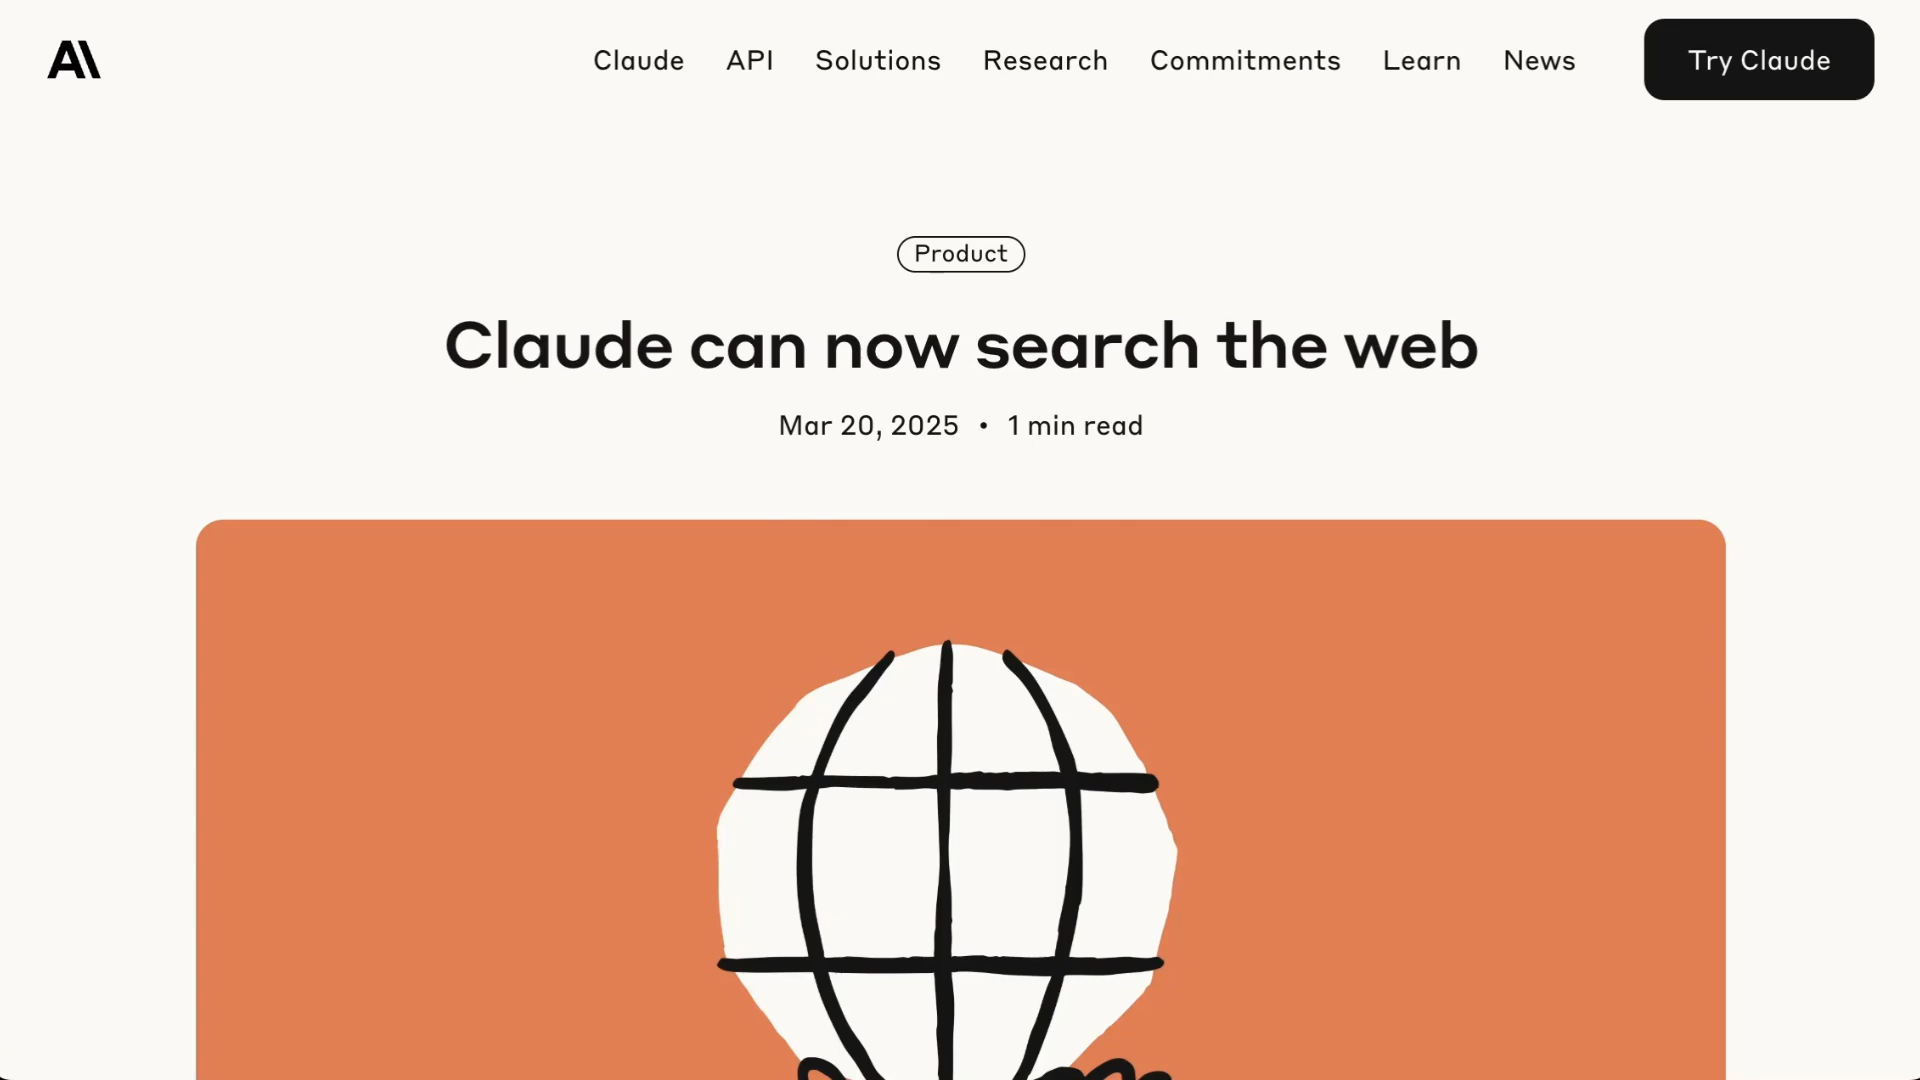 Claude API Solutions Research Commitments Learn News Try Claude
Product
Claude can now search the web
Mar 20, 2025 • 1 min read